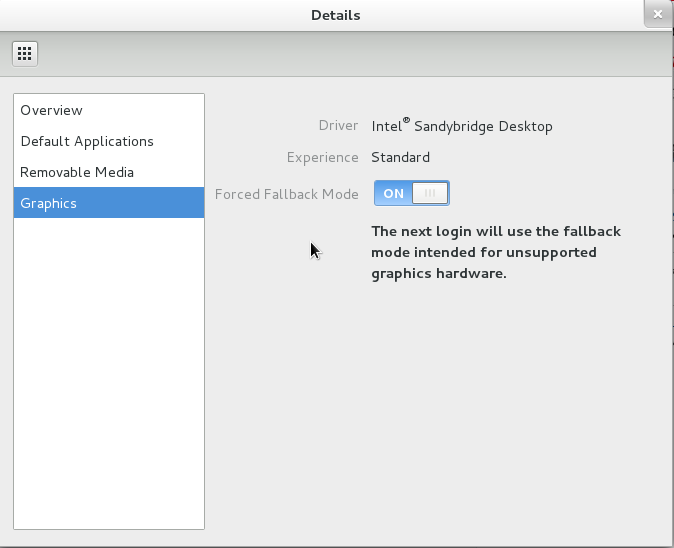 Details
Overview
Default Applications
Removable Media
Graphics
Driver Intel® Sandybridge Desktop
Experience Standard
Forced Fallback Mode ON
The next login will use the fallback
mode intended for unsupported
graphics hardware.